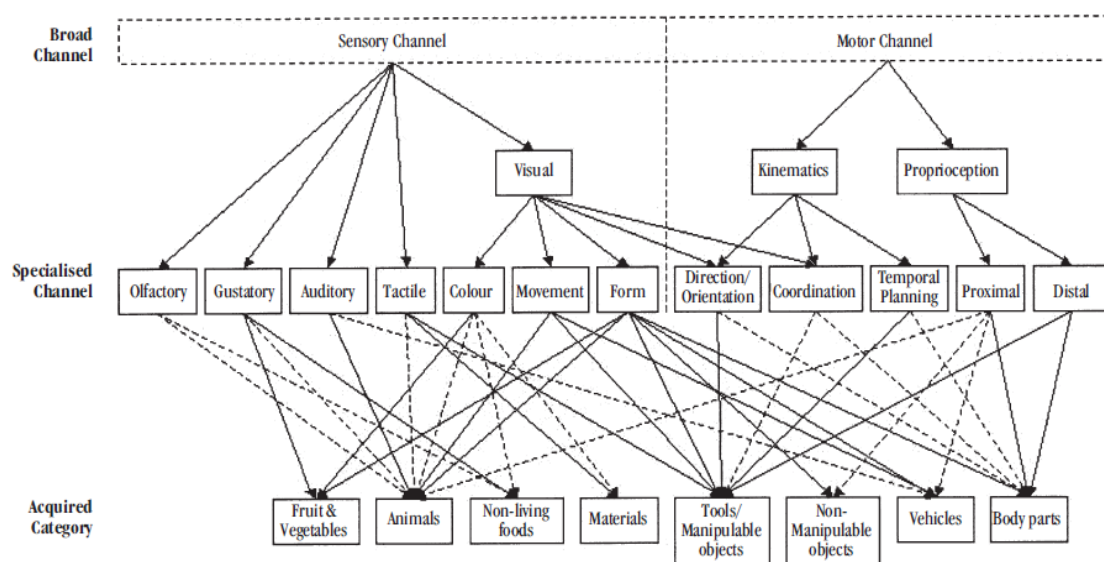 Broad
Channel
Sensory Channel
Motor Channel
Visual
Kinematics
Proprioception
Specialised
Channel
Olfactory
Gustatory
Auditory
Tactile
Colour
Movement
Form
Direction/
Orientation
Coordination
Temporal
Planning
Proximal
Distal
Acquired
Category
Fruit &
Vegetables
Animals
Non-living
foods
Materials
Tools/
Manipulable
objects
Non-
Manipulable
objects
Vehicles
Body parts